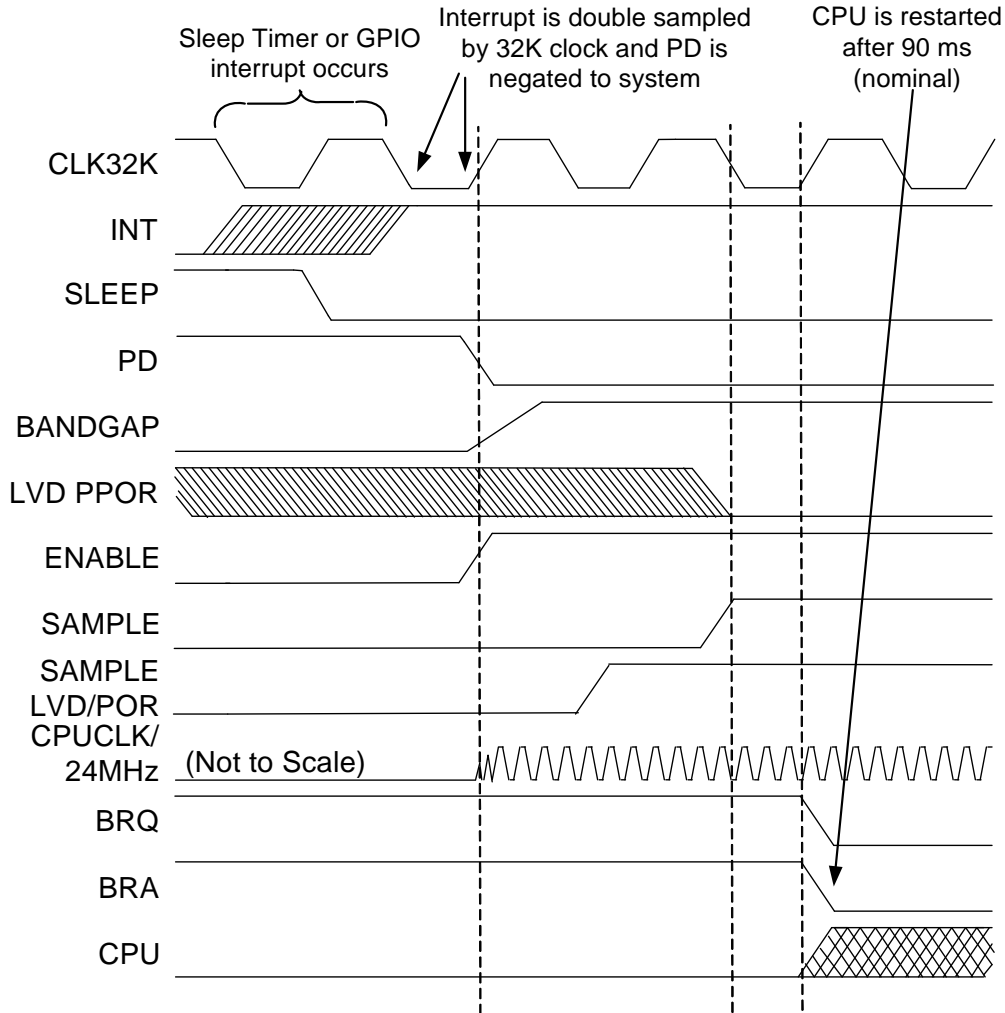 Sleep Timer or GPIO
interrupt occurs
Interrupt is double sampled
by 32K clock and PD is
negated to system
CPU is restarted
after 90 ms
(nominal)
CLK32K
INT
SLEEP
PD
BANDGAP
LVD PPOR
ENABLE
SAMPLE
SAMPLE
LVD/POR
CPUCLK/
24MHz
(Not to Scale)
BRQ
BRA
CPU